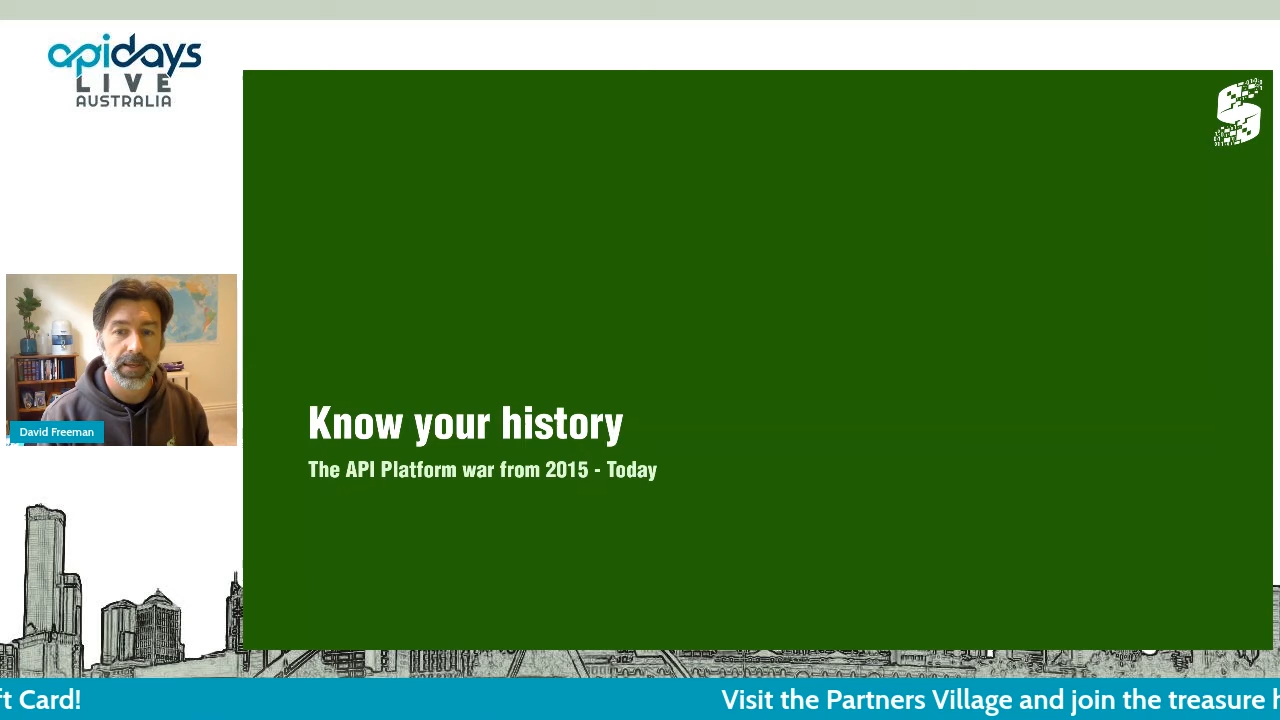 apidays
LIVE
AUSTRALIA
Know your history
The API Platform war from 2015 - Today
David Freeman
Card!
Visit the Partners Village and join the treasure